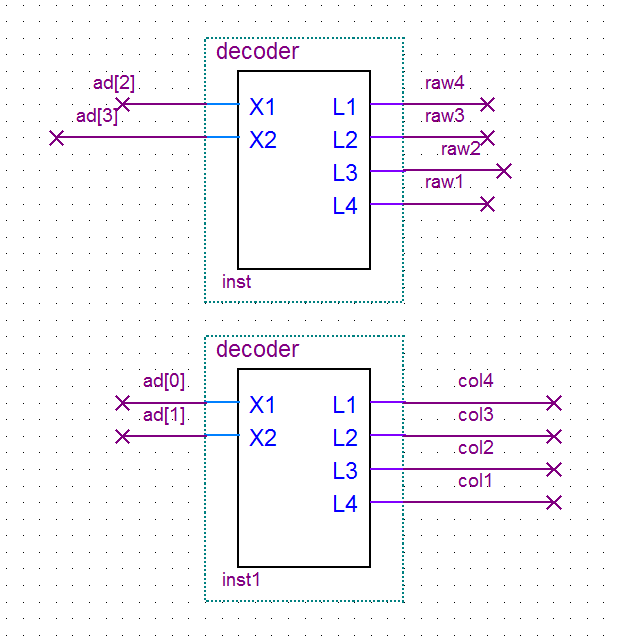 decoder
ad[2]
X1
L1
raw4
ad[3]
X2
L2
raw3
L3
raw2
L4
raw1
inst
decoder
ad[0]
X1
L1
col4
ad[1]
X2
L2
col3
L3
col2
L4
col1
inst1